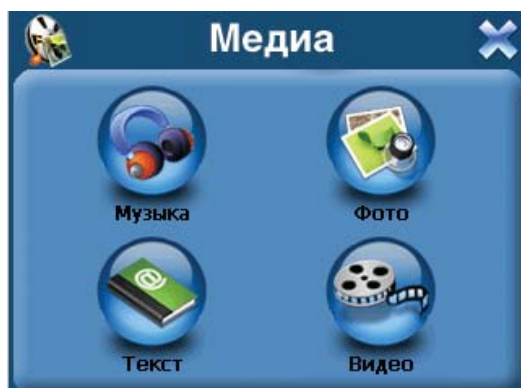 Медиа
Музыка
Фото
@
Текст
Видео